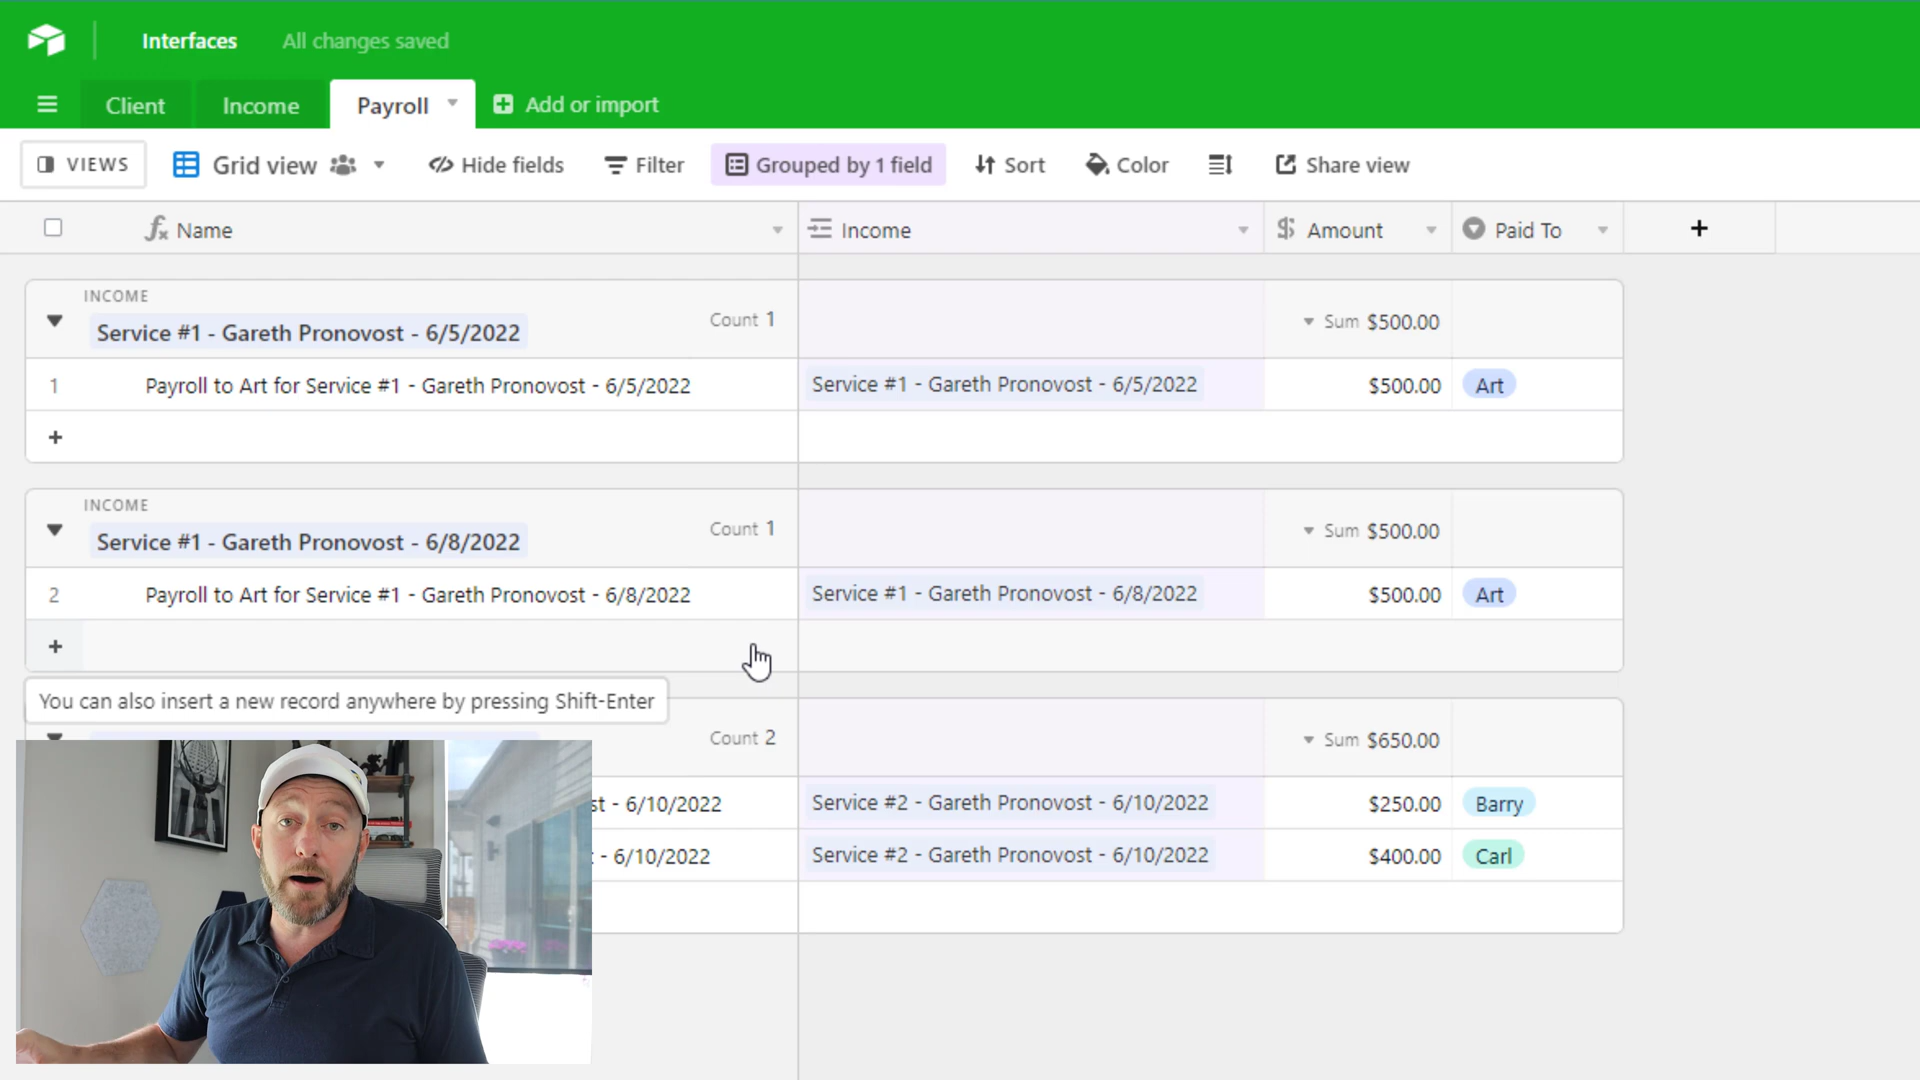 Interfaces All changes saved
Client Income Payroll Add or import
VIEWS Grid view Hide fields Filter Grouped by 1 field Sort Color Share view
Name Income Amount Paid To
INCOME
Service #1 - Gareth Pronovost - 6/5/2022 Count 1 Sum $500.00
1 Payroll to Art for Service #1 - Gareth Pronovost - 6/5/2022 Service #1 - Gareth Pronovost - 6/5/2022 $500.00 Art
+
INCOME
Service #1 - Gareth Pronovost - 6/8/2022 Count 1 Sum $500.00
2 Payroll to Art for Service #1 - Gareth Pronovost - 6/8/2022 Service #1 - Gareth Pronovost - 6/8/2022 $500.00 Art
+
You can also insert a new record anywhere by pressing Shift-Enter
Count 2 Sum $650.00
st - 6/10/2022 Service #2 - Gareth Pronovost - 6/10/2022 $250.00 Barry
- 6/10/2022 Service #2 - Gareth Pronovost - 6/10/2022 $400.00 Carl